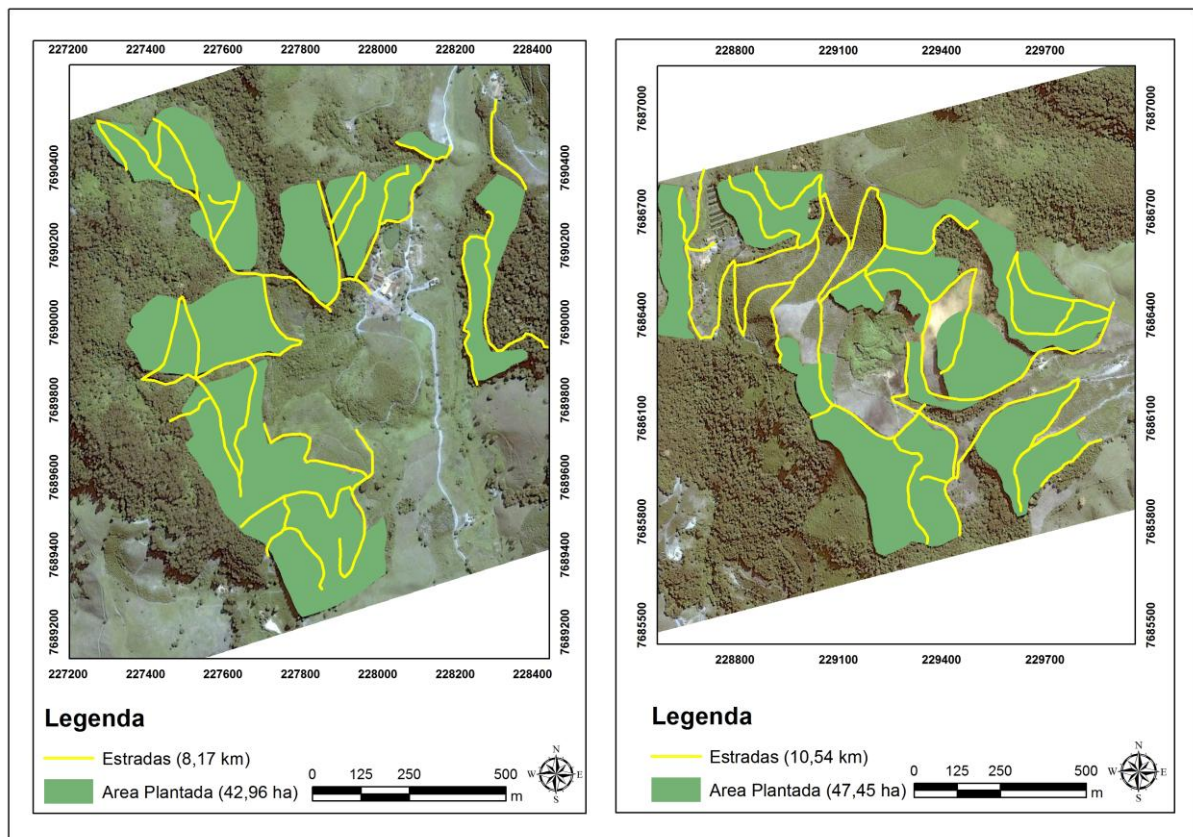 227200 227400 227600 227800 228000 228200 228400
7690400
7690200
7690000
7689800
7689600
7689400
7689200
7690400
7690200
7690000
7689800
7689600
7689400
7689200
227200 227400 227600 227800 228000 228200 228400
Legenda
Estradas (8,17 km)
Area Plantada (42,96 ha)
0 125 250 500
m
N
W E
S
228800 229100 229400 229700
7687000
7686700
7686400
7686100
7685800
7685500
7687000
7686700
7686400
7686100
7685800
7685500
228800 229100 229400 229700
Legenda
Estradas (10,54 km)
Area Plantada (47,45 ha)
0 125 250 500
m
N
W E
S